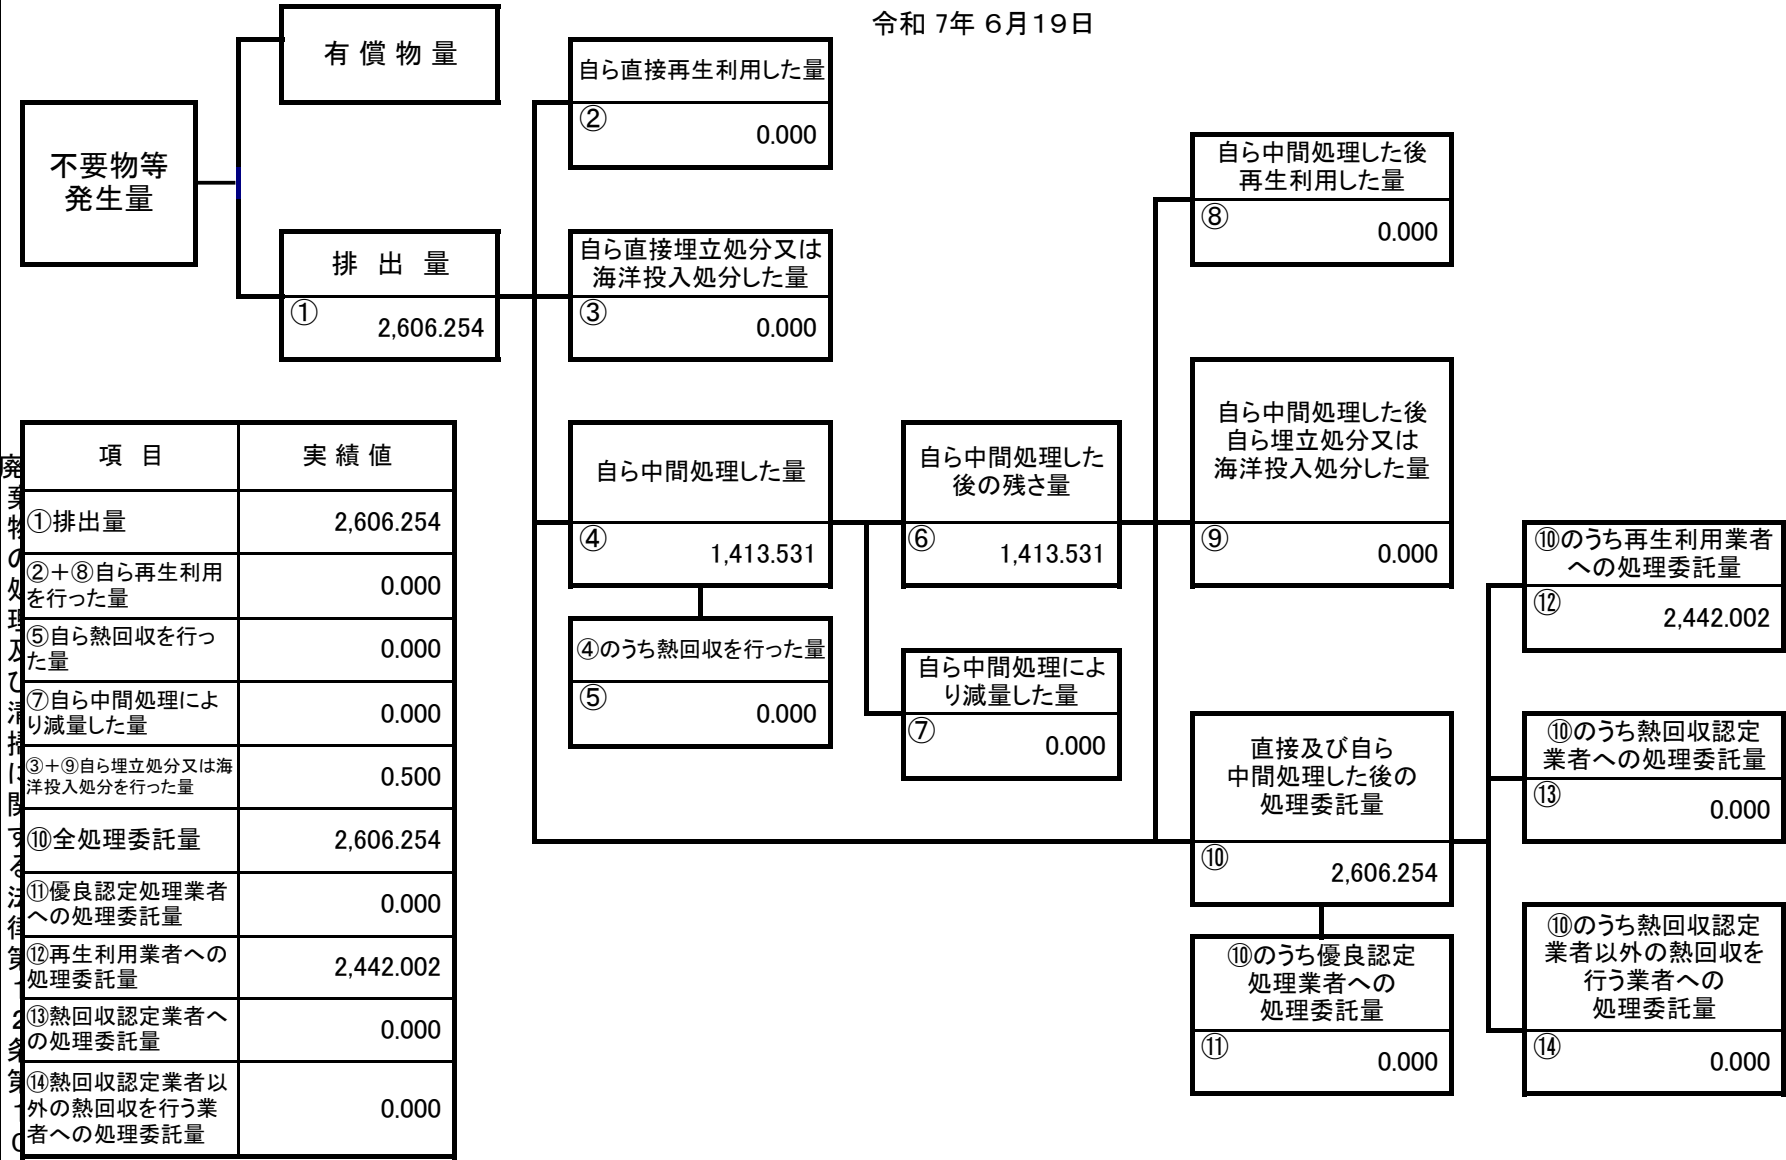 令和 7年 6月19日
有 償 物 量
不要物等
発生量
排 出 量
① 2,606.254
自ら直接再生利用した量
② 0.000
自ら直接埋立処分又は
海洋投入処分した量
③ 0.000
自ら中間処理した量
④ 1,413.531
④のうち熱回収を行った量
⑤ 0.000
自ら中間処理した
後の残さ量
⑥ 1,413.531
自ら中間処理によ
り減量した量
⑦ 0.000
自ら中間処理した後
再生利用した量
⑧ 0.000
自ら中間処理した後
自ら埋立処分又は
海洋投入処分した量
⑨ 0.000
直接及び自ら
中間処理した後の
処理委託量
⑩ 2,606.254
⑩のうち優良認定
処理業者への
処理委託量
⑪ 0.000
⑩のうち再生利用業者
への処理委託量
⑫ 2,442.002
⑩のうち熱回収認定
業者への処理委託量
⑬ 0.000
⑩のうち熱回収認定
業者以外の熱回収を
行う業者への
処理委託量
⑭ 0.000
項 目 実 績 値
①排出量 2,606.254
②+⑧自ら再生利用
を行った量 0.000
⑤自ら熱回収を行っ
た量 0.000
⑦自ら中間処理によ
り減量した量 0.000
③+⑨自ら埋立処分又は海
洋投入処分を行った量 0.500
⑩全処理委託量 2,606.254
⑪優良認定処理業者
への処理委託量 0.000
⑫再生利用業者への
処理委託量 2,442.002
⑬熱回収認定業者へ
の処理委託量 0.000
⑭熱回収認定業者以
外の熱回収を行う業
者への処理委託量 0.000
廃棄物の処理及び清掃に関する法律第